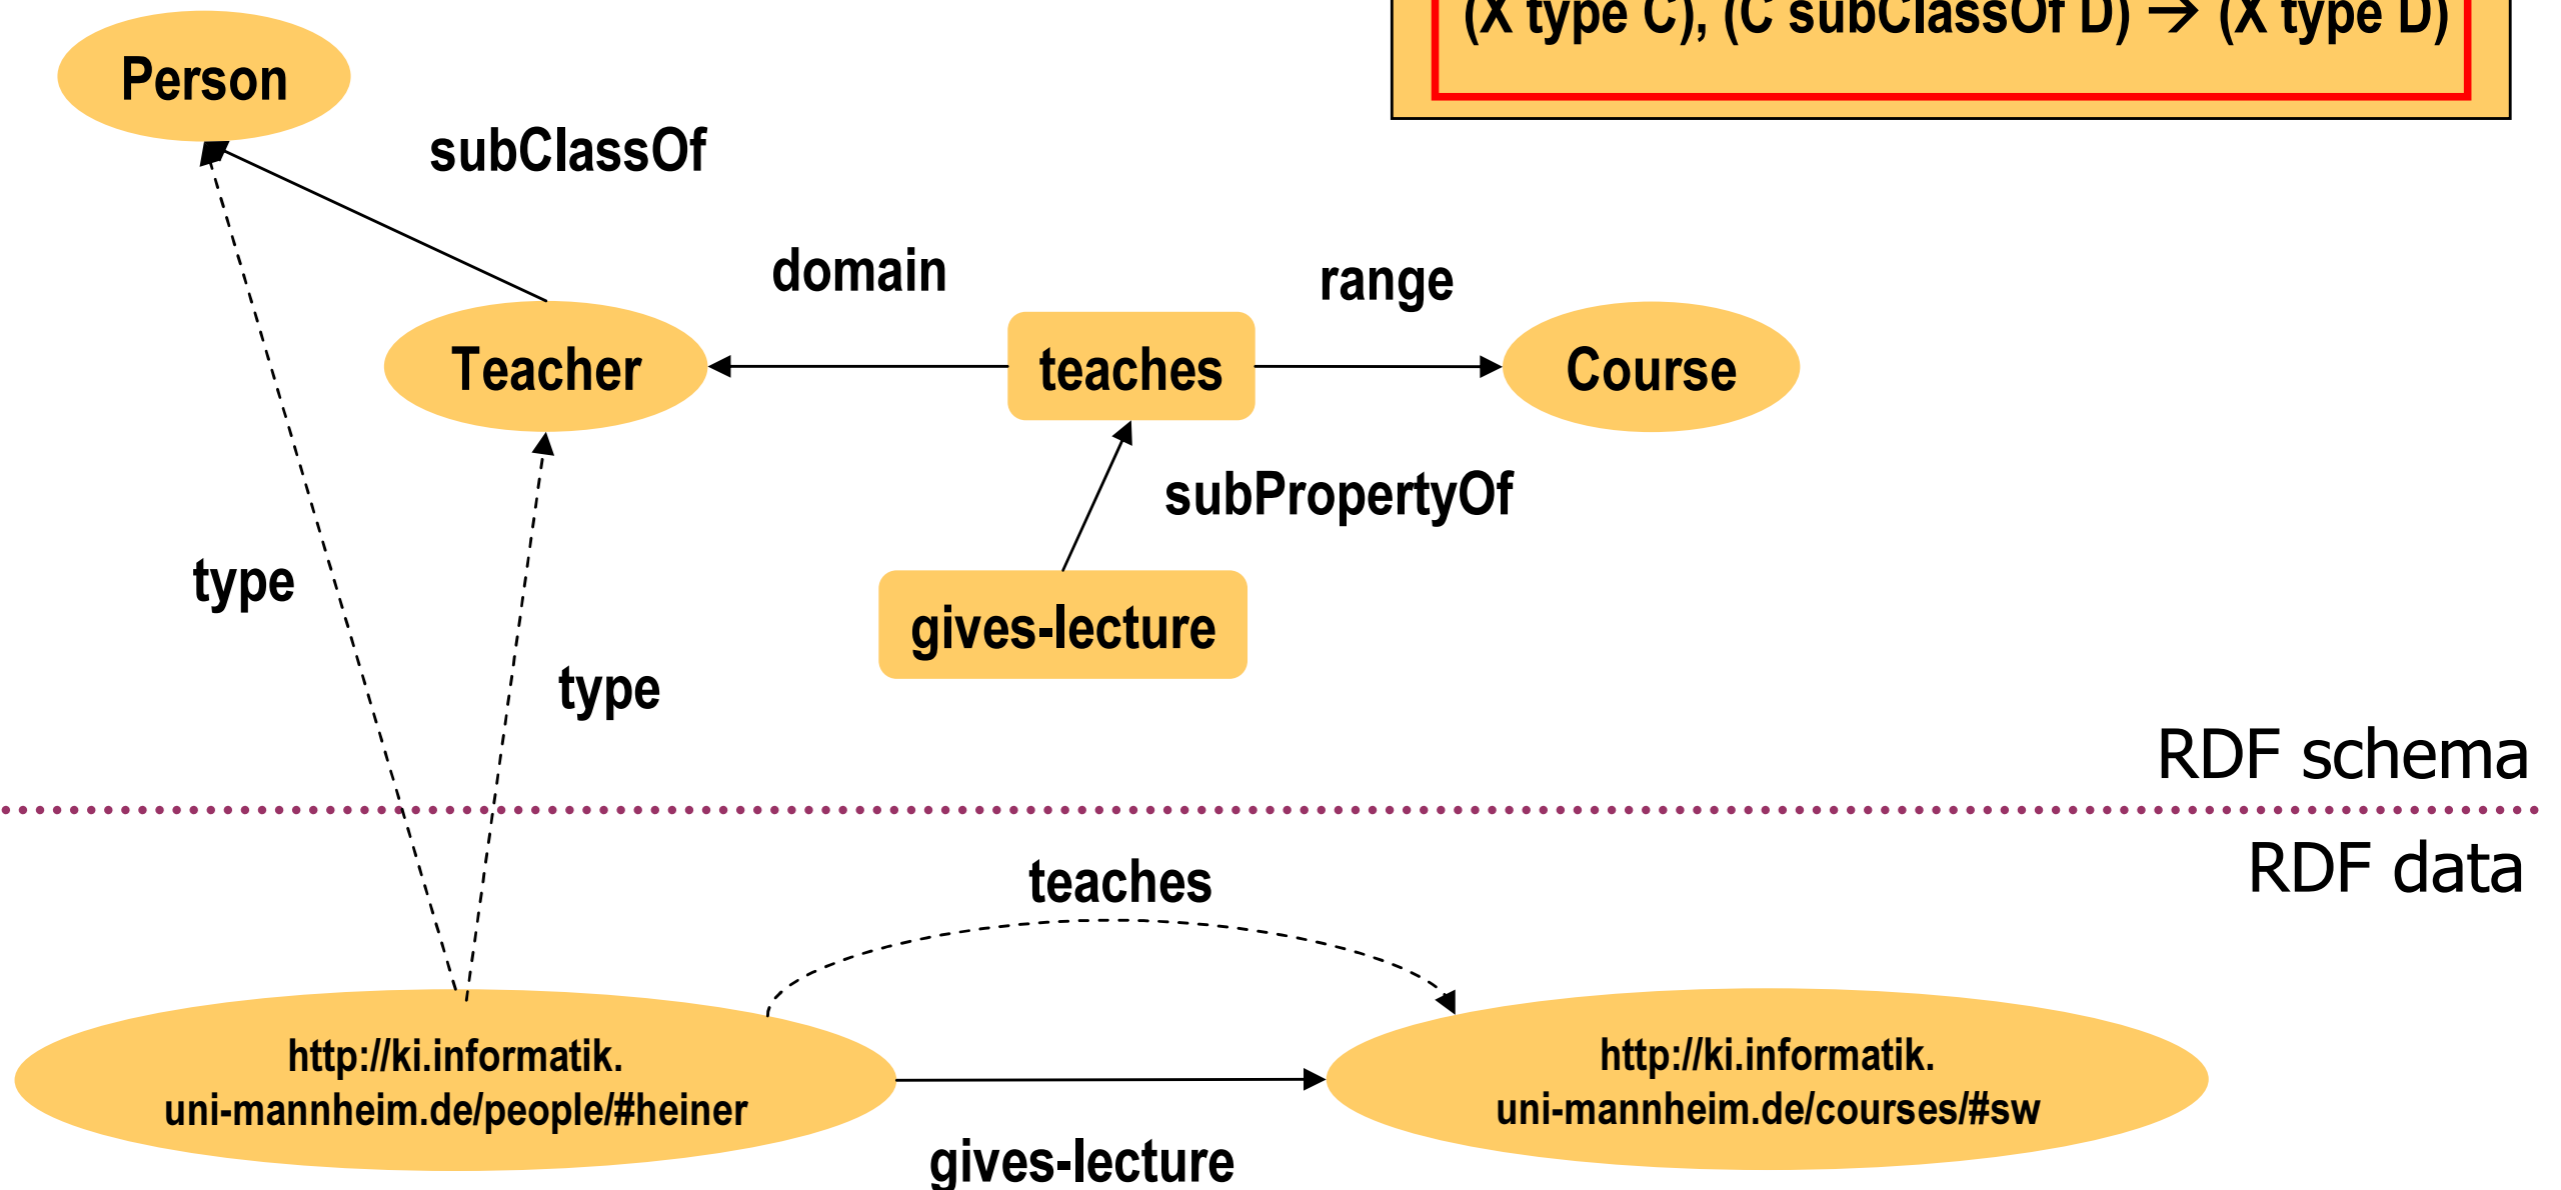 (X type C), (C subClassOf D) → (X type D)
Person
subClassOf
domain
range
Teacher
teaches
Course
subPropertyOf
type
gives-lecture
type
RDF schema
RDF data
teaches
http://ki.informatik.
uni-mannheim.de/people/#heiner
http://ki.informatik.
uni-mannheim.de/courses/#sw
gives-lecture